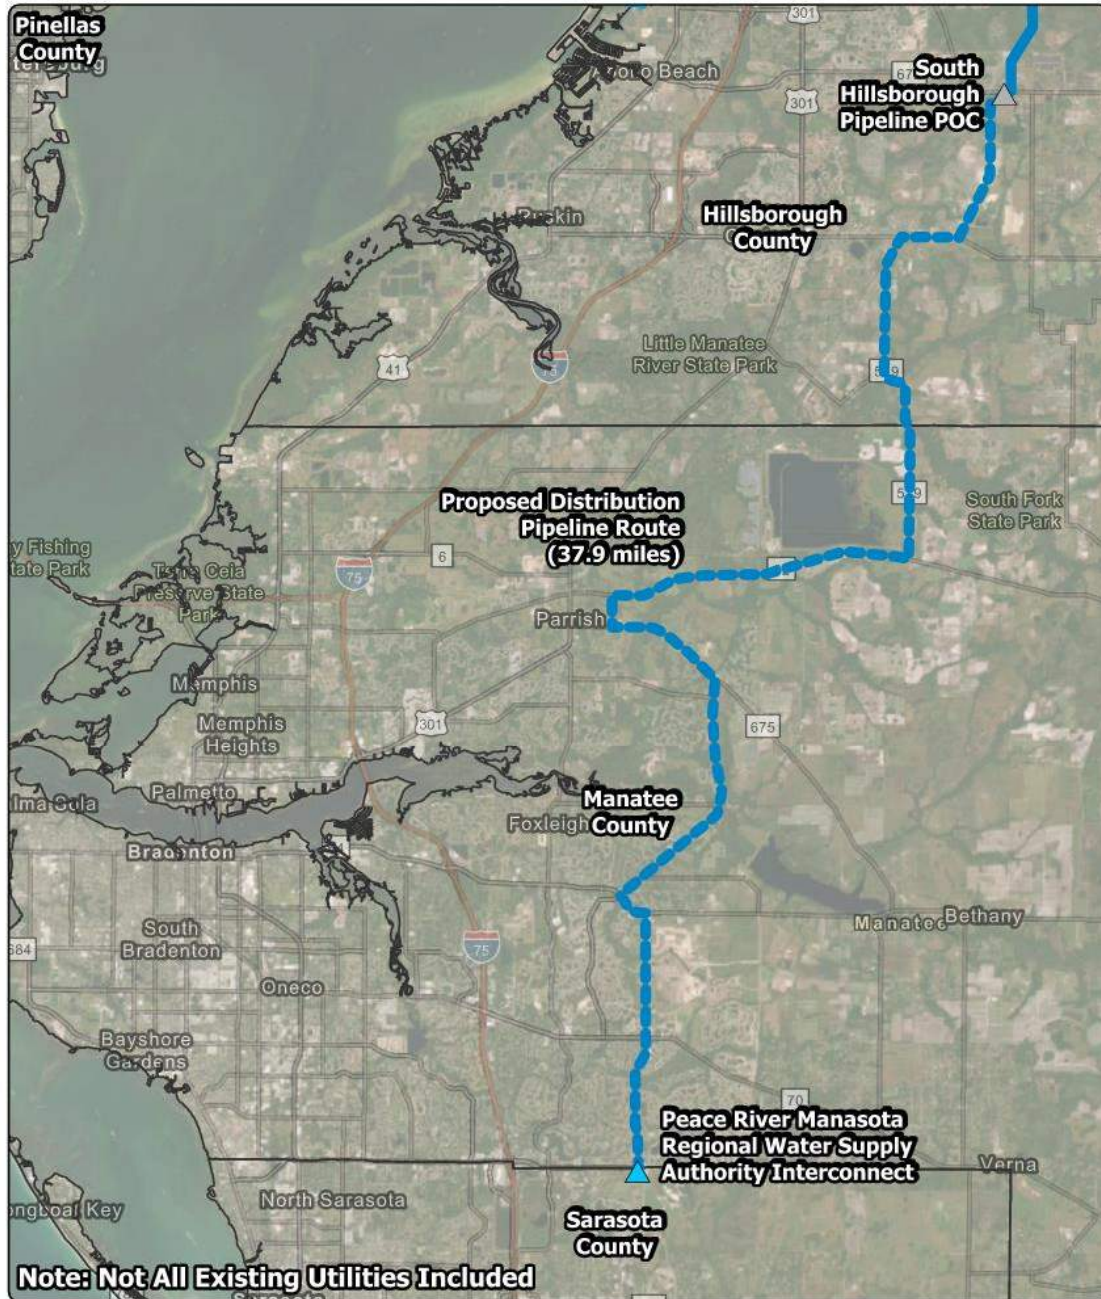 Pinellas
County
301
Beach
South
Hillsborough
Pipeline POC
301
Ruskin
Hillsborough
County
Little Manatee
River State Park
41
Proposed Distribution
Pipeline Route
(37.9 miles)
South Fork
State Park
6
75
Terra Ceia
Preserve State
Park
Parrish
Memphis
Memphis
Heights
301
675
Palmetto
Manatee
County
Bradenton
South
Bradenton
75
Manatee
Bethany
Oneco
Bayshore
Gardens
70
Peace River Manasota
Regional Water Supply
Authority Interconnect
Verna
North Sarasota
Key
Sarasota
County
Note: Not All Existing Utilities Included